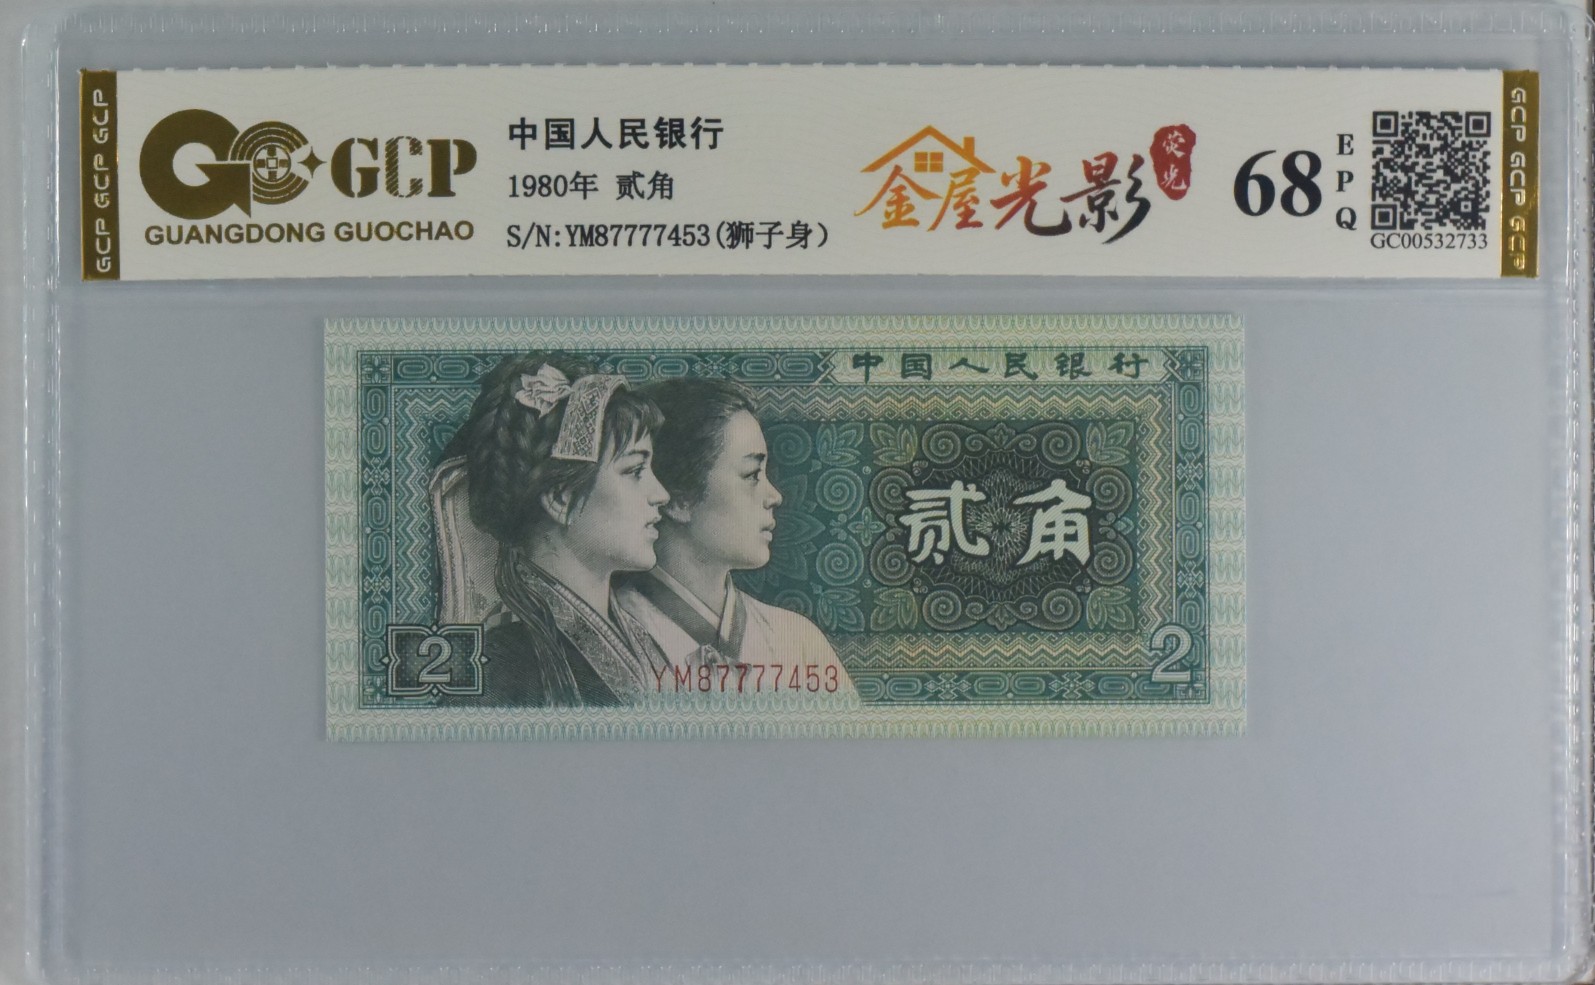 GCP GCP GCP
GCP
GUANGDONG GUOCHAO
中国人民银行
1980年 贰角
S/N:YM87777453(狮子身)
金屋光影
荧光
68
EPQ
GC00532733
GCP GCP GCP
中国人民银行
贰角
2
YM87777453
2